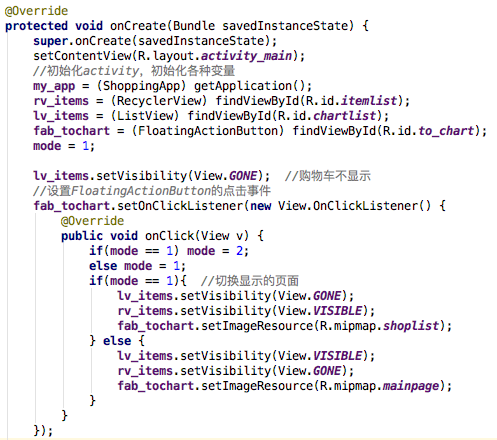 @Override
protected void onCreate(Bundle savedInstanceState) {
    super.onCreate(savedInstanceState);
    setContentView(R.layout.activity_main);
    //初始化activity，初始化各种变量
    my_app = (ShoppingApp) getApplication();
    rv_items = (RecyclerView) findViewById(R.id.itemlist);
    lv_items = (ListView) findViewById(R.id.chartlist);
    fab_tochart = (FloatingActionButton) findViewById(R.id.to_chart);
    mode = 1;

    lv_items.setVisibility(View.GONE);  //购物车不显示
    //设置FloatingActionButton的点击事件
    fab_tochart.setOnClickListener(new View.OnClickListener() {
        @Override
        public void onClick(View v) {
            if(mode == 1) mode = 2;
            else mode = 1;
            if(mode == 1){  //切换显示的页面
                lv_items.setVisibility(View.GONE);
                rv_items.setVisibility(View.VISIBLE);
                fab_tochart.setImageResource(R.mipmap.shoplist);
            } else {
                lv_items.setVisibility(View.VISIBLE);
                rv_items.setVisibility(View.GONE);
                fab_tochart.setImageResource(R.mipmap.mainpage);
            }
        }
    });